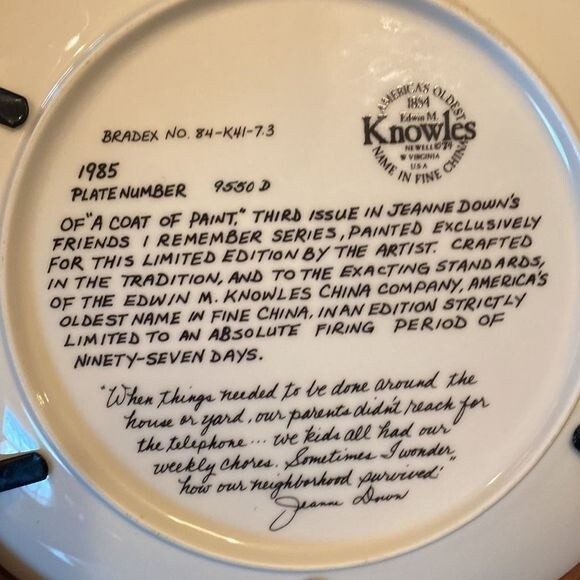 AMERICA'S OLDEST
1854
Edwin M.
Knowles
NEWELL
W VIRGINIA
U.S.A
NAME IN FINE CHINA
BRADEX NO. 84-K41-7.3
1985
PLATE NUMBER 9550 D
OF "A COAT OF PAINT," THIRD ISSUE IN JEANNE DOWN'S
FRIENDS I REMEMBER SERIES, PAINTED EXCLUSIVELY
FOR THIS LIMITED EDITION BY THE ARTIST. CRAFTED
IN THE TRADITION, AND TO THE EXACTING STANDARDS,
OF THE EDWIN M. KNOWLES CHINA COMPANY, AMERICA'S
OLDEST NAME IN FINE CHINA, IN AN EDITION STRICTLY
LIMITED TO AN ABSOLUTE FIRING PERIOD OF
NINETY-SEVEN DAYS.
"When things needed to be done around the
house or yard, our parents didn't reach for
the telephone... we kids all had our
weekly chores. Sometimes I wonder
how our neighborhood survived."
Jeanne Down